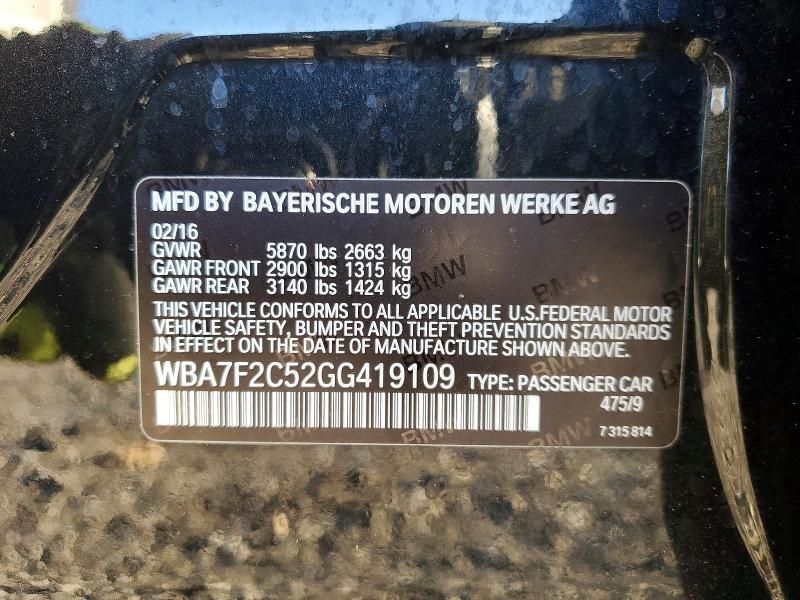 MFD BY BAYERISCHE MOTOREN WERKE AG
02/16
GVWR 5870 lbs 2663 kg
GAWR FRONT 2900 lbs 1315 kg
GAWR REAR 3140 lbs 1424 kg
THIS VEHICLE CONFORMS TO ALL APPLICABLE U.S.FEDERAL MOTOR
VEHICLE SAFETY, BUMPER AND THEFT PREVENTION STANDARDS
IN EFFECT ON THE DATE OF MANUFACTURE SHOWN ABOVE.
WBA7F2C52GG419109 TYPE: PASSENGER CAR
475/9
7 315 814